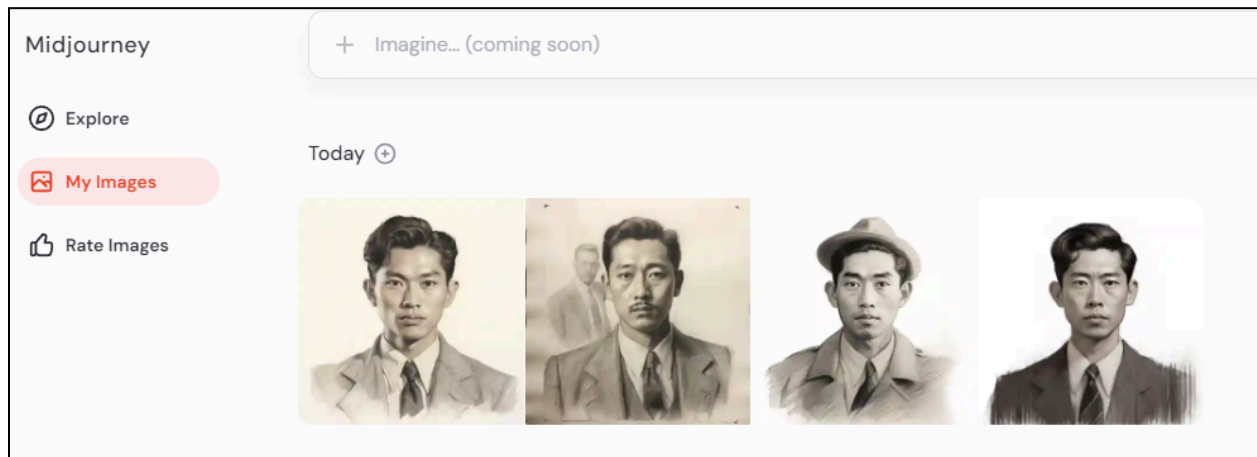 Midjourney
Imagine... (coming soon)
Explore
My Images
Rate Images
Today